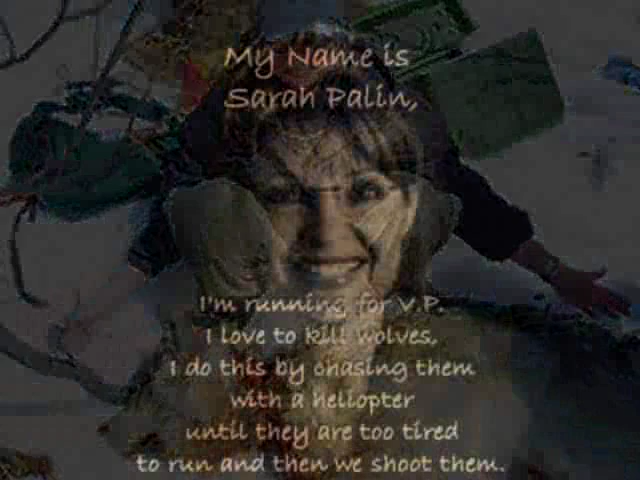 My Name is
Sarah Palin,
I'm running for V.P.
I love to kill wolves,
I do this by chasing them
with a heliopter
until they are too tired
to run and then we shoot them.